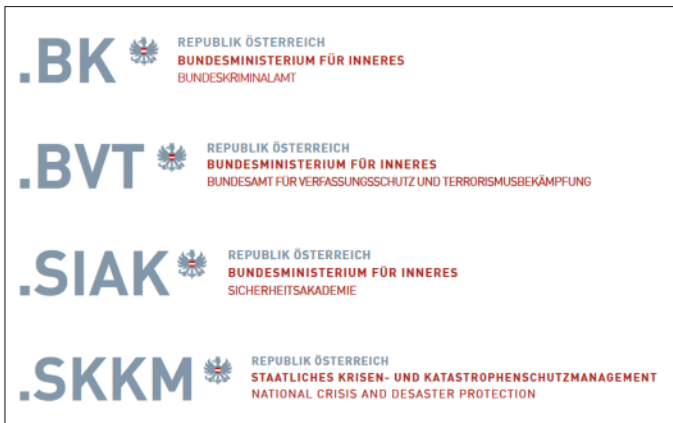 .BK
REPUBLIK ÖSTERREICH
BUNDESMINISTERIUM FÜR INNERES
BUNDESKRIMINALAMT
.BVT
REPUBLIK ÖSTERREICH
BUNDESMINISTERIUM FÜR INNERES
BUNDESAMT FÜR VERFASSUNGSSCHUTZ UND TERRORISMUSBEKÄMPFUNG
.SIAK
REPUBLIK ÖSTERREICH
BUNDESMINISTERIUM FÜR INNERES
SICHERHEITSAKADEMIE
.SKKM
REPUBLIK ÖSTERREICH
STAATLICHES KRISEN- UND KATASTROPHENSCHUTZMANAGEMENT
NATIONAL CRISIS AND DESASTER PROTECTION